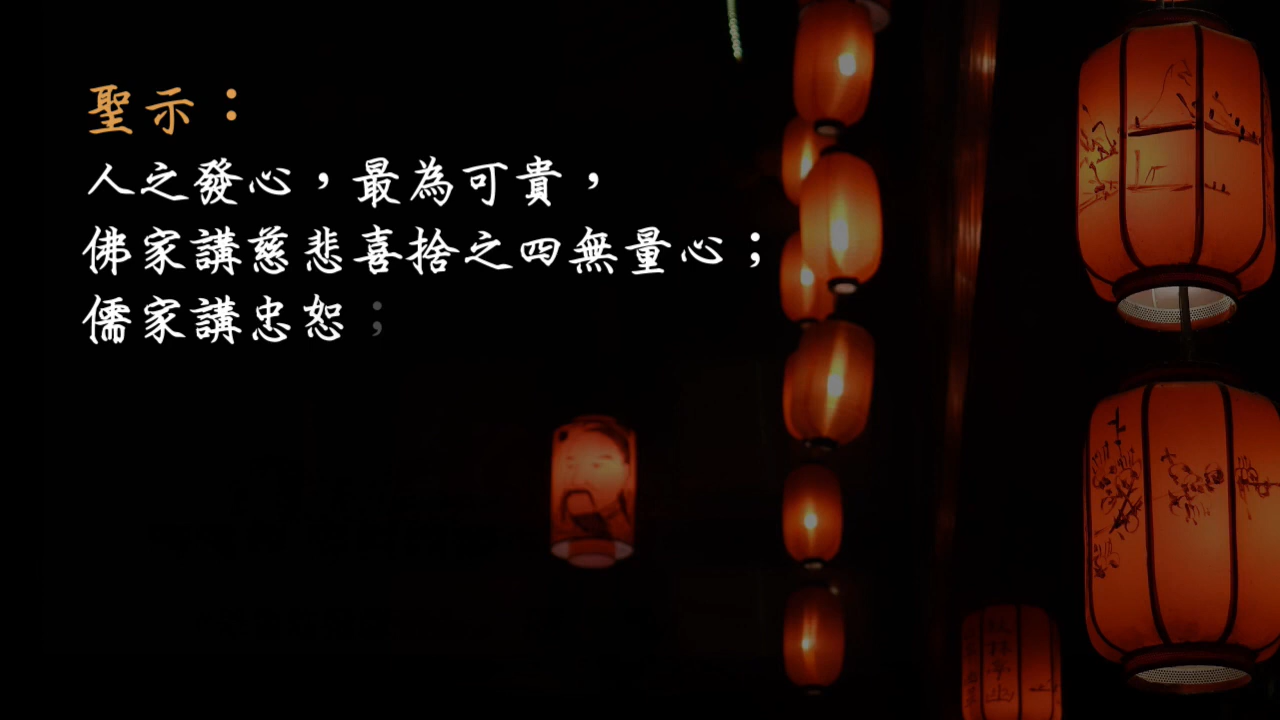 聖示：
人之發心，最為可貴，
佛家講慈悲喜捨之四無量心；
儒家講忠恕；